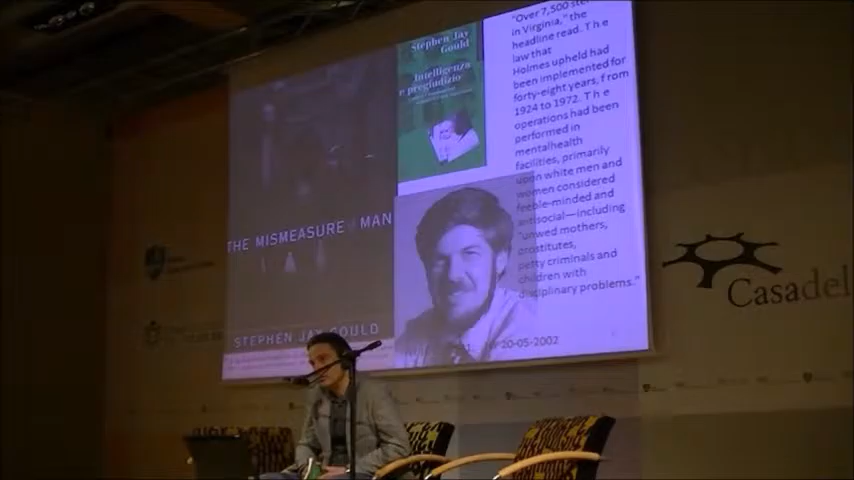 THE MISMEASURE MAN
STEPHEN JAY GOULD
Stephen Jay
Gould
Intelligenza
e pregiudizio
"Over 7,500
in Virginia," the
headline read. The
law that
Holmes upheld had
been implemented for
forty-eight years, from
1924 to 1972. The
operations had been
performed in
mentalhealth
facilities, primarily
upon white men and
women considered
feeble-minded and
antisocial—including
"unwed mothers,
prostitutes,
petty criminals and
children with
disciplinary problems."
20-05-2002
Casadel